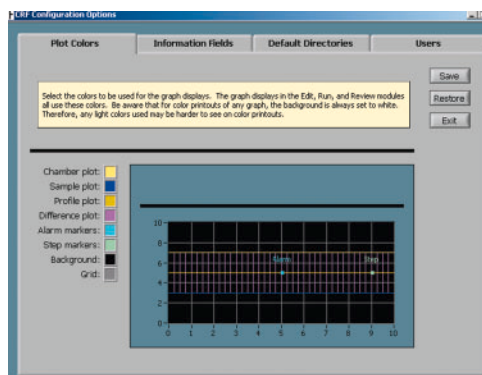 CRF Configuration Options
Plot Colors
Information Fields
Default Directories
Users
Save
Restore
Exit
Select the colors to be used for the graph displays. The graph displays in the Edit, Run, and Review modules
all use these colors. Be aware that for color printouts of any graph, the background is always set to white.
Therefore, any light colors used may be harder to see on color printouts.
Chamber plot:
Sample plot:
Profile plot:
Difference plot:
Alarm markers:
Step markers:
Background:
Grid:
10
8
6
4
2
0
Alarm
Step
0 1 2 3 4 5 6 7 8 9 10